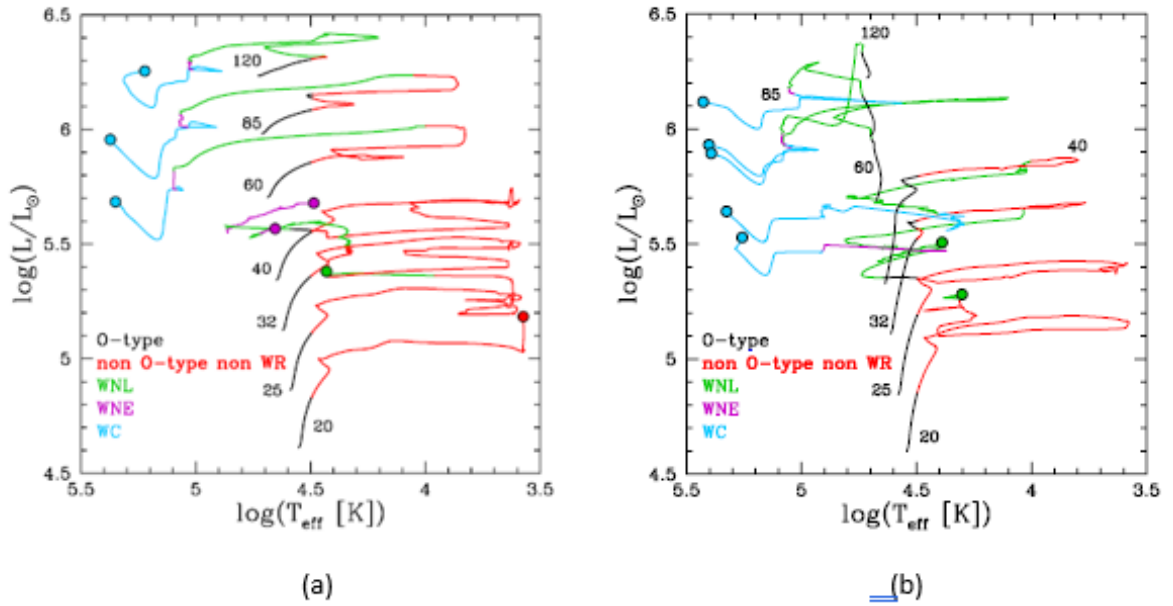 6.5
6
5.5
5
4.5
log(L/L⊙)
120
85
60
40
32
25
20
O-type
non O-type non WR
WNL
WNE
WC
5.5 5 4.5 4 3.5
log(Teff [K])
(a)
6.5
6
5.5
5
4.5
log(L/L⊙)
120
85
60
40
32
25
20
O-type
non O-type non WR
WNL
WNE
WC
5.5 5 4.5 4 3.5
log(Teff [K])
(b)